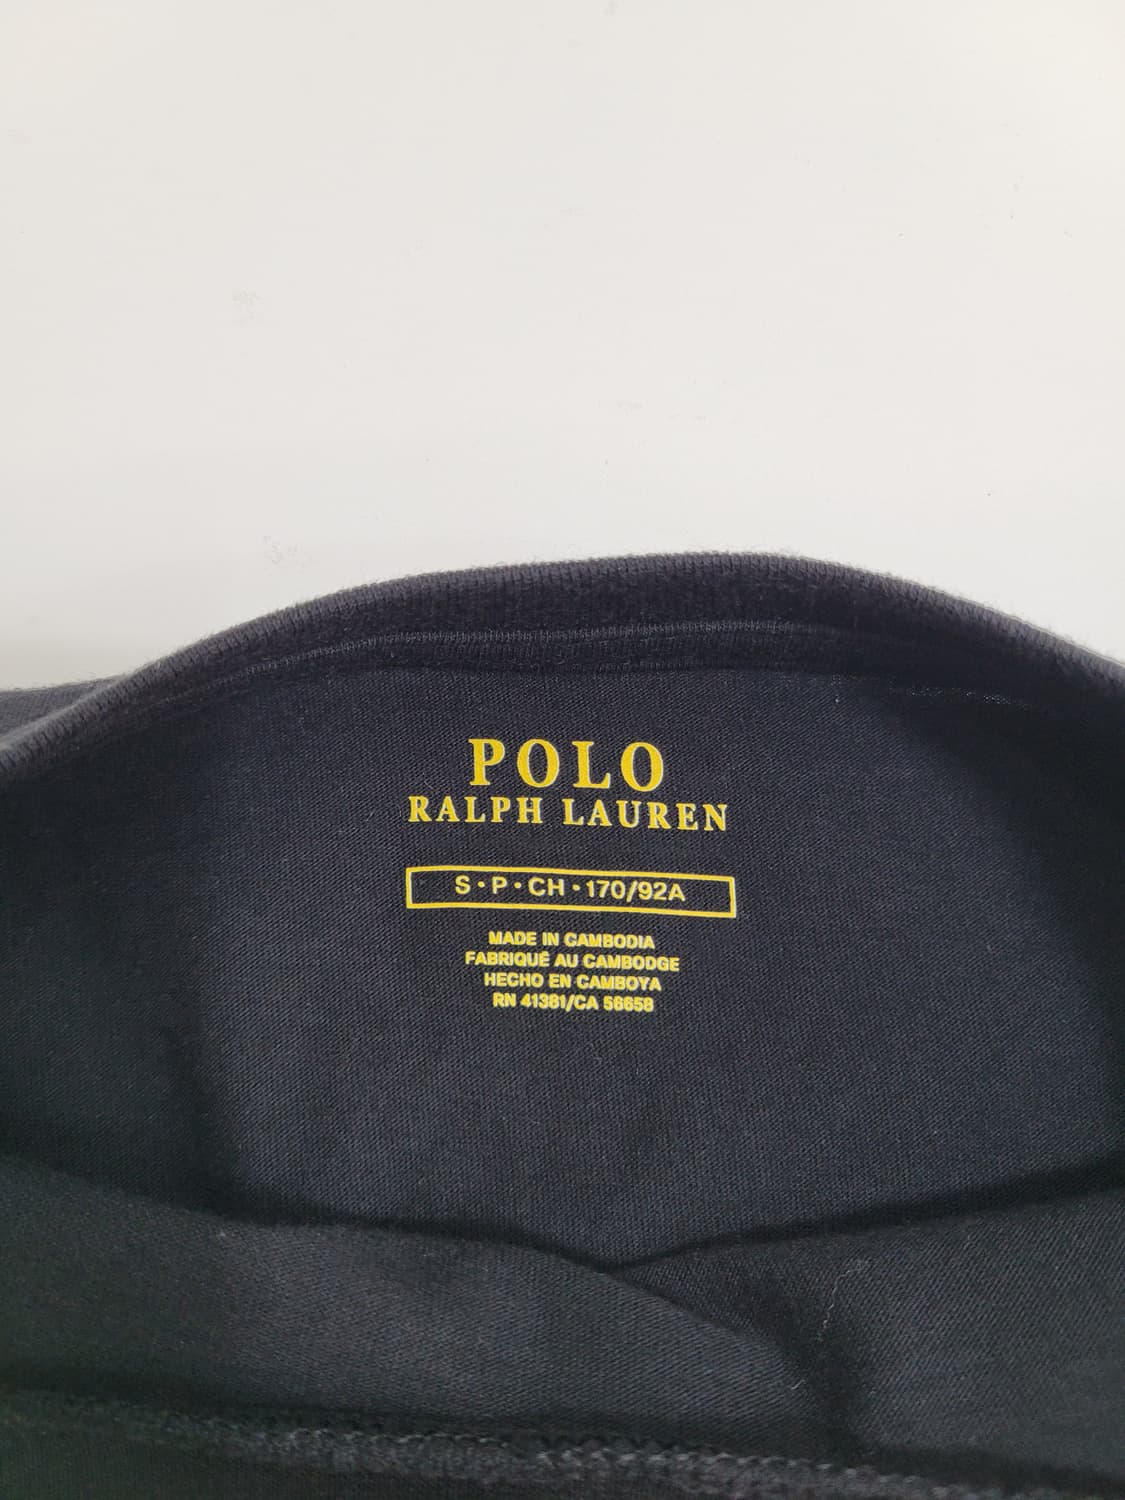 POLO
RALPH LAUREN
S·P·CH·170/92A
MADE IN CAMBODIA
FABRIQUÉ AU CAMBODGE
HECHO EN CAMBOYA
RN 41381/CA 56658